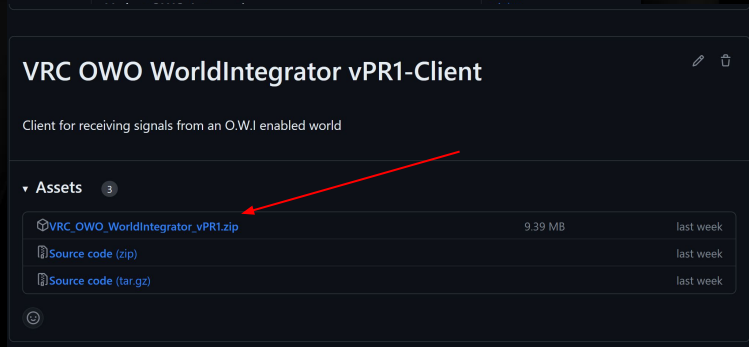 VRC OWO WorldIntegrator vPR1-Client
Client for receiving signals from an O.W.I enabled world
Assets 3
VRC_OWO_WorldIntegrator_vPR1.zip 9.39 MB last week
Source code (zip) last week
Source code (tar.gz) last week